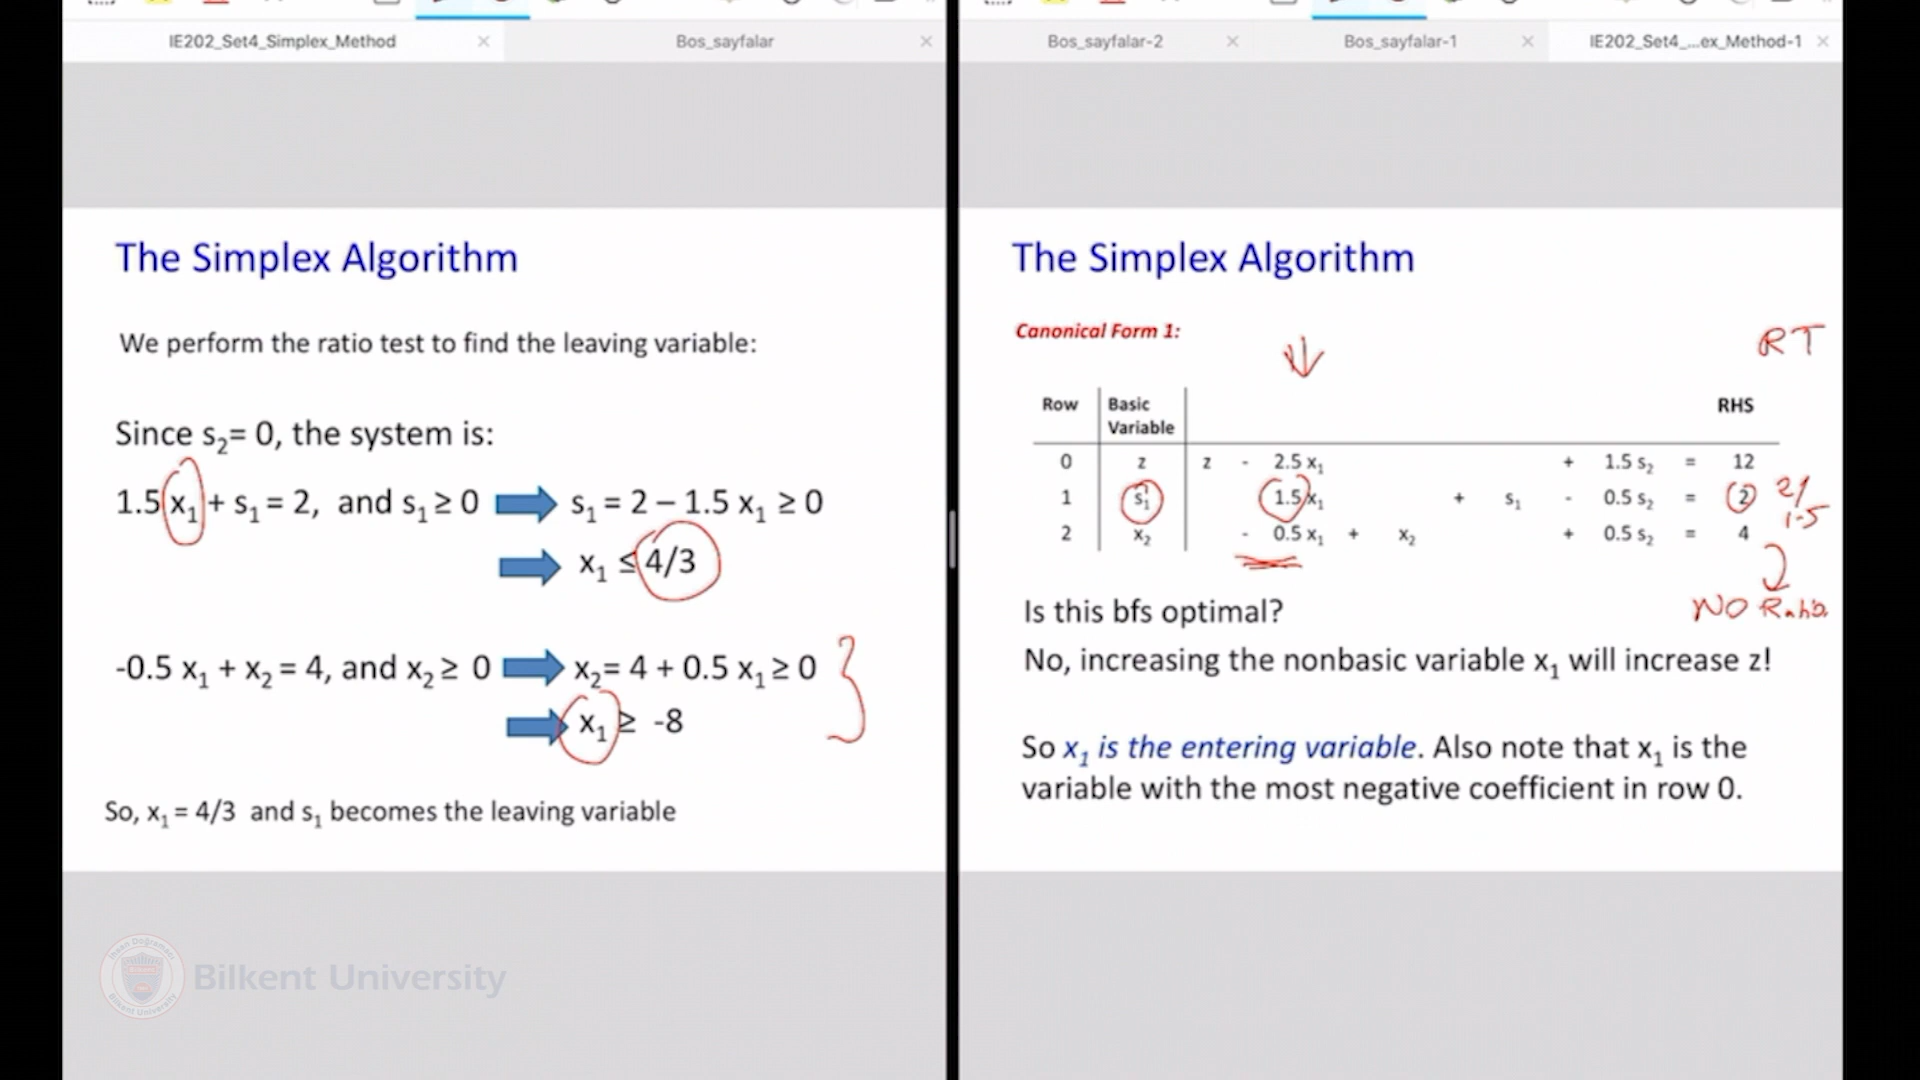 IE202_Set4_Simplex_Method × Bos_sayfalar ×
The Simplex Algorithm
We perform the ratio test to find the leaving variable:
Since s₂= 0, the system is:
1.5 x₁ + s₁ = 2, and s₁ ≥ 0 s₁ = 2 – 1.5 x₁ ≥ 0
x₁ ≤ 4/3
-0.5 x₁ + x₂ = 4, and x₂ ≥ 0 x₂= 4 + 0.5 x₁ ≥ 0
x₁ ≥ -8
So, x₁ = 4/3 and s₁ becomes the leaving variable
Bilkent University
Bos_sayfalar-2 × Bos_sayfalar-1 × IE202_Set4_...ex_Method-1 ×
The Simplex Algorithm
Canonical Form 1:
RT
Row Basic Variable RHS
0 z z - 2.5 x₁ + 1.5 s₂ = 12
1 s₁ 1.5 x₁ + s₁ - 0.5 s₂ = 2 2/1.5
2 x₂ - 0.5 x₁ + x₂ + 0.5 s₂ = 4
NO Ratio
Is this bfs optimal?
No, increasing the nonbasic variable x₁ will increase z!
So x₁ is the entering variable. Also note that x₁ is the
variable with the most negative coefficient in row 0.